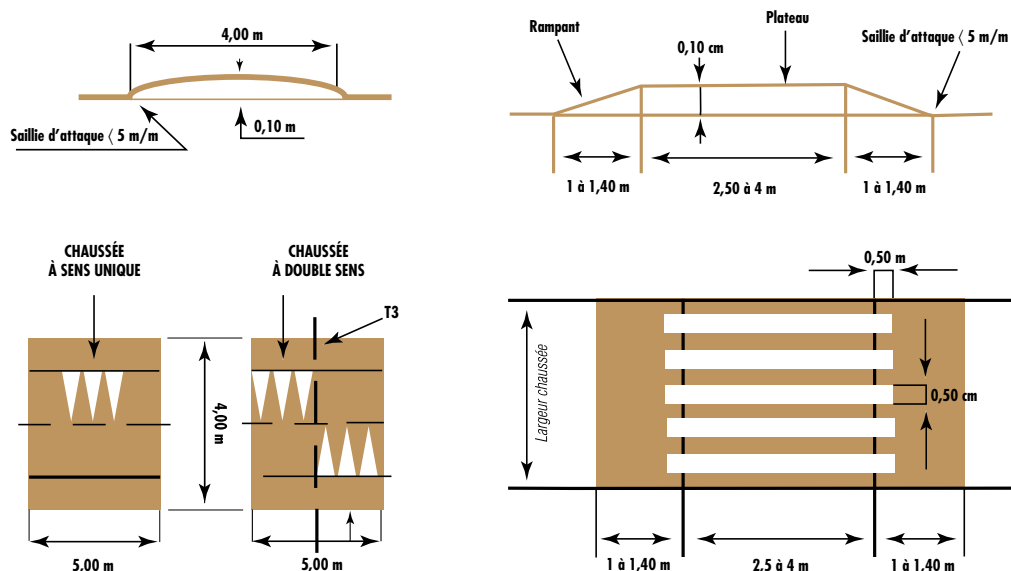 4,00 m
Saillie d'attaque < 5 m/m
0,10 m
Rampant
Plateau
0,10 cm
Saillie d'attaque < 5 m/m
1 à 1,40 m
2,50 à 4 m
1 à 1,40 m
CHAUSSÉE
À SENS UNIQUE
CHAUSSÉE
À DOUBLE SENS
T3
4,00 m
5,00 m
5,00 m
0,50 m
Largeur chaussée
0,50 cm
1 à 1,40 m
2,5 à 4 m
1 à 1,40 m